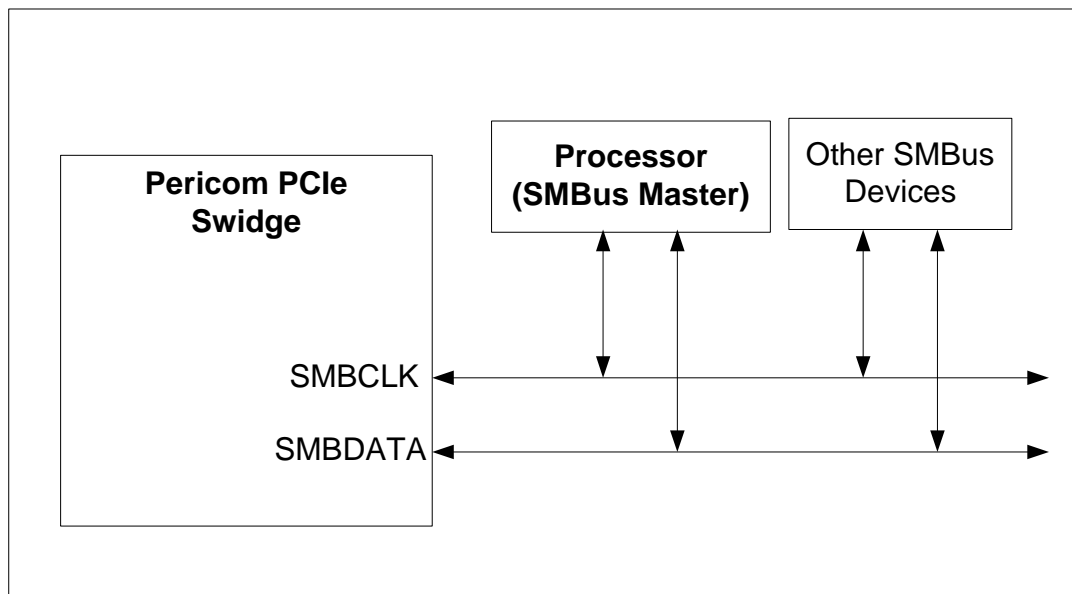 Pericom PCIe
Swidge
Processor
(SMBus Master)
Other SMBus
Devices
SMBCLK
SMBDATA